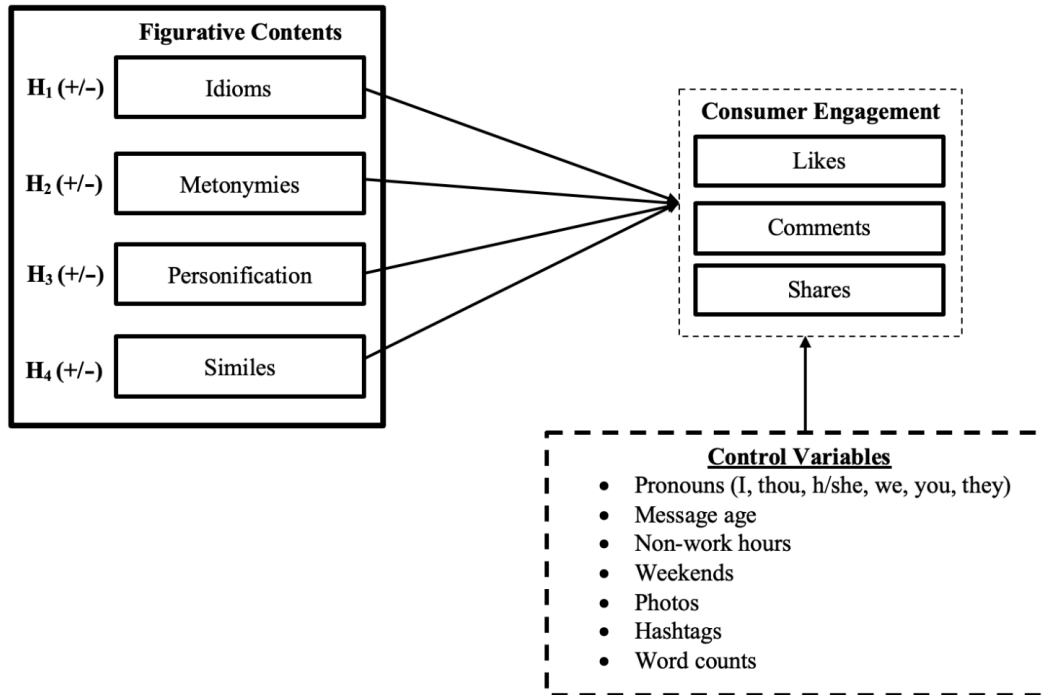 Figurative Contents
H₁ (+/–)
Idioms
H₂ (+/–)
Metonymies
H₃ (+/–)
Personification
H₄ (+/–)
Similes
Consumer Engagement
Likes
Comments
Shares
Control Variables
• Pronouns (I, thou, h/she, we, you, they)
• Message age
• Non-work hours
• Weekends
• Photos
• Hashtags
• Word counts